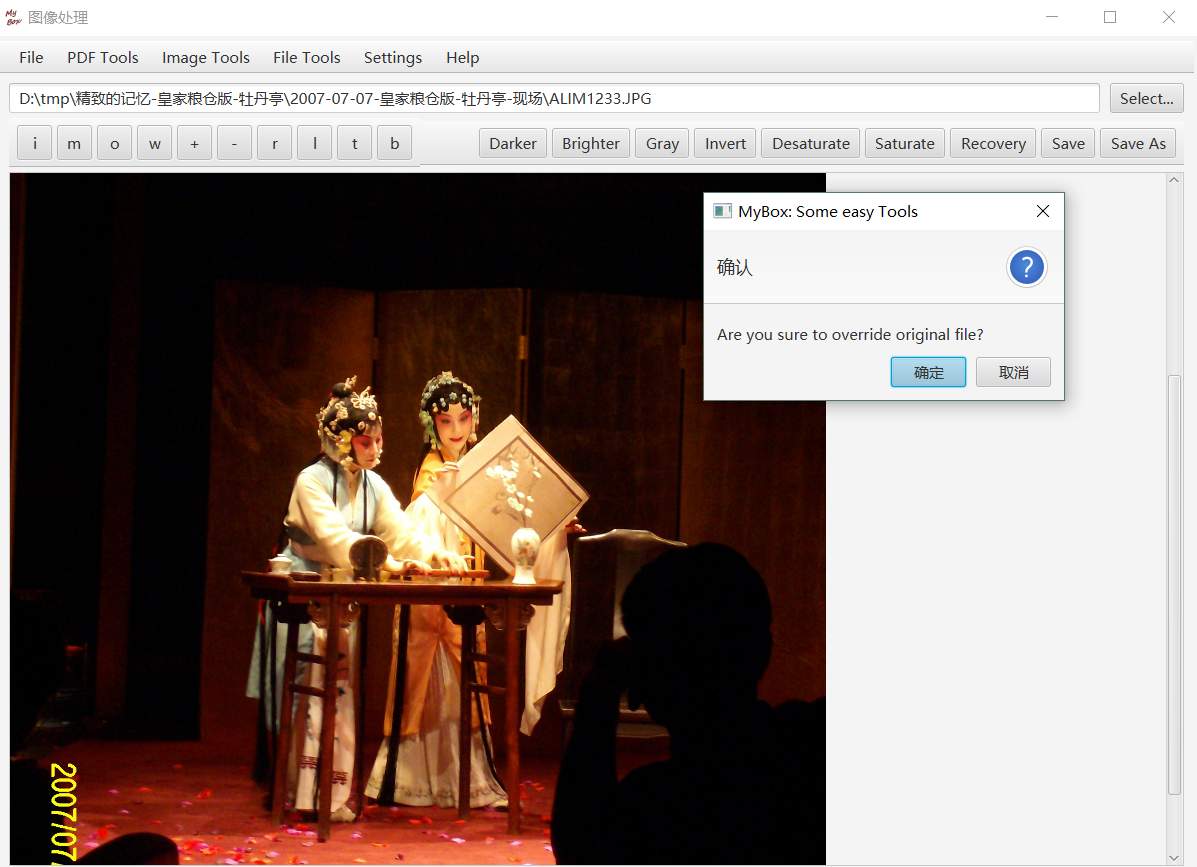 My Box 图像处理
File PDF Tools Image Tools File Tools Settings Help
D:\tmp\精致的记忆-皇家粮仓版-牡丹亭\2007-07-07-皇家粮仓版-牡丹亭-现场\ALIM1233.JPG Select...
i m o w + - r l t b Darker Brighter Gray Invert Desaturate Saturate Recovery Save Save As
MyBox: Some easy Tools
确认
?
Are you sure to override original file?
确定 取消
2007/07